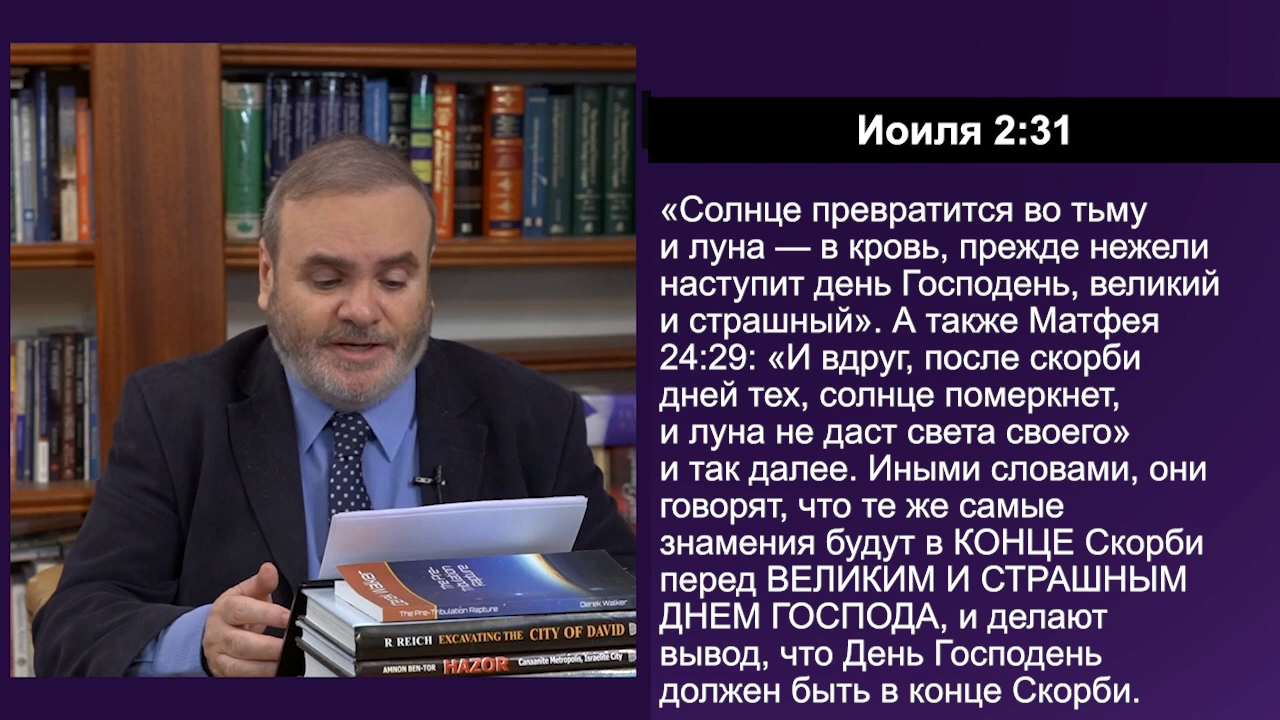 Иоиля 2:31
«Солнце превратится во тьму
и луна — в кровь, прежде нежели
наступит день Господень, великий
и страшный». А также Матфея
24:29: «И вдруг, после скорби
дней тех, солнце померкнет,
и луна не даст света своего»
и так далее. Иными словами, они
говорят, что те же самые
знамения будут в КОНЦЕ Скорби
перед ВЕЛИКИМ И СТРАШНЫМ
ДНЕМ ГОСПОДА, и делают
вывод, что День Господень
должен быть в конце Скорби.
The Pre-Tribulation Rapture
Derek Walker
R REICH EXCAVATING THE CITY OF DAVID
AMNON BEN-TOR HAZOR Canaanite Metropolis, Israelite City